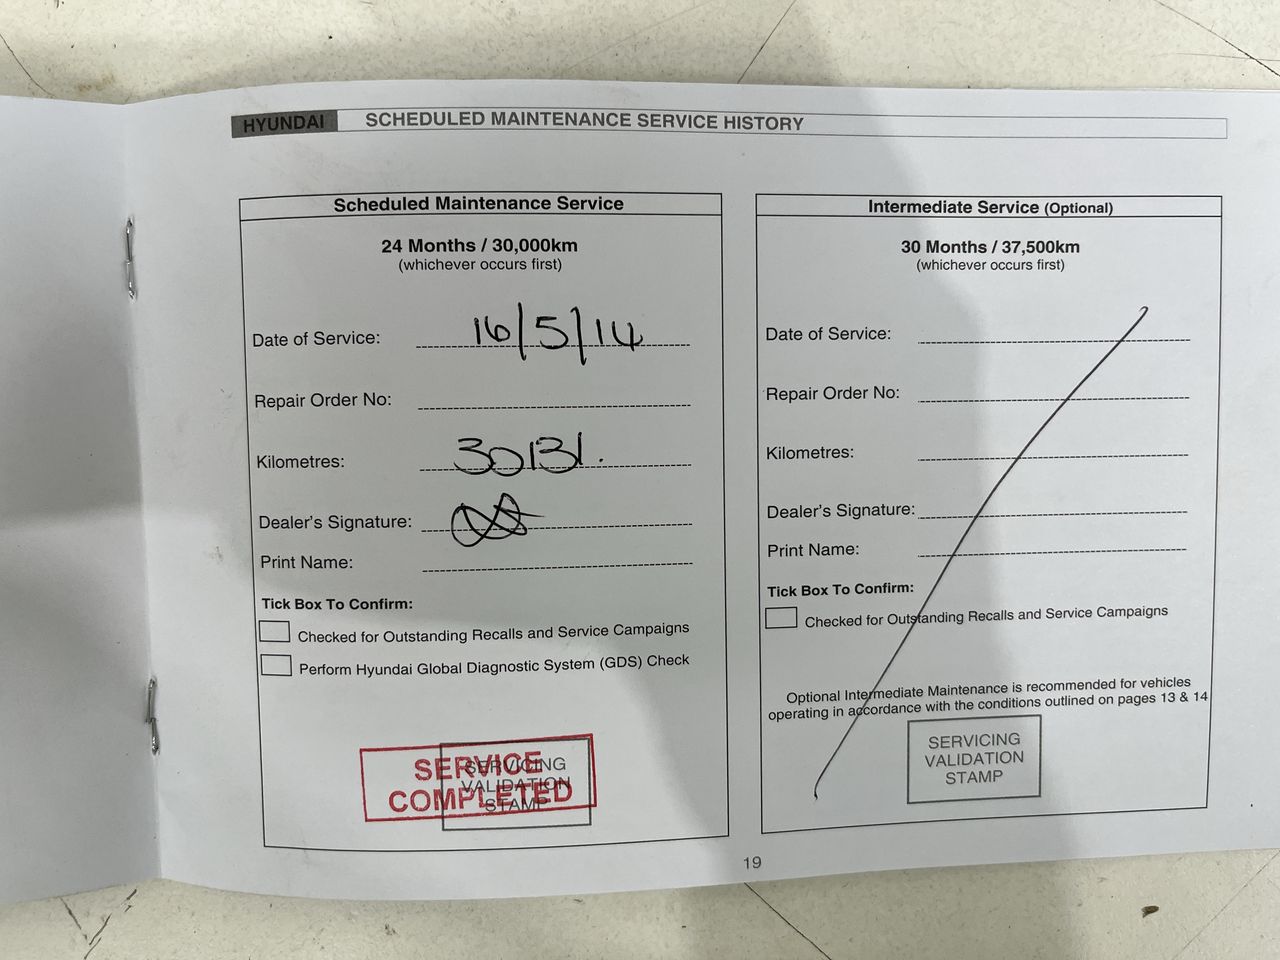 HYUNDAI SCHEDULED MAINTENANCE SERVICE HISTORY
Scheduled Maintenance Service
24 Months / 30,000km
(whichever occurs first)
Date of Service: 16/5/14
Repair Order No:
Kilometres: 30131.
Dealer's Signature:
Print Name:
Tick Box To Confirm:
Checked for Outstanding Recalls and Service Campaigns
Perform Hyundai Global Diagnostic System (GDS) Check
SERVICE
COMPLETED
SERVICING
VALIDATION
STAMP
Intermediate Service (Optional)
30 Months / 37,500km
(whichever occurs first)
Date of Service:
Repair Order No:
Kilometres:
Dealer's Signature:
Print Name:
Tick Box To Confirm:
Checked for Outstanding Recalls and Service Campaigns
Optional Intermediate Maintenance is recommended for vehicles
operating in accordance with the conditions outlined on pages 13 & 14
SERVICING
VALIDATION
STAMP
19